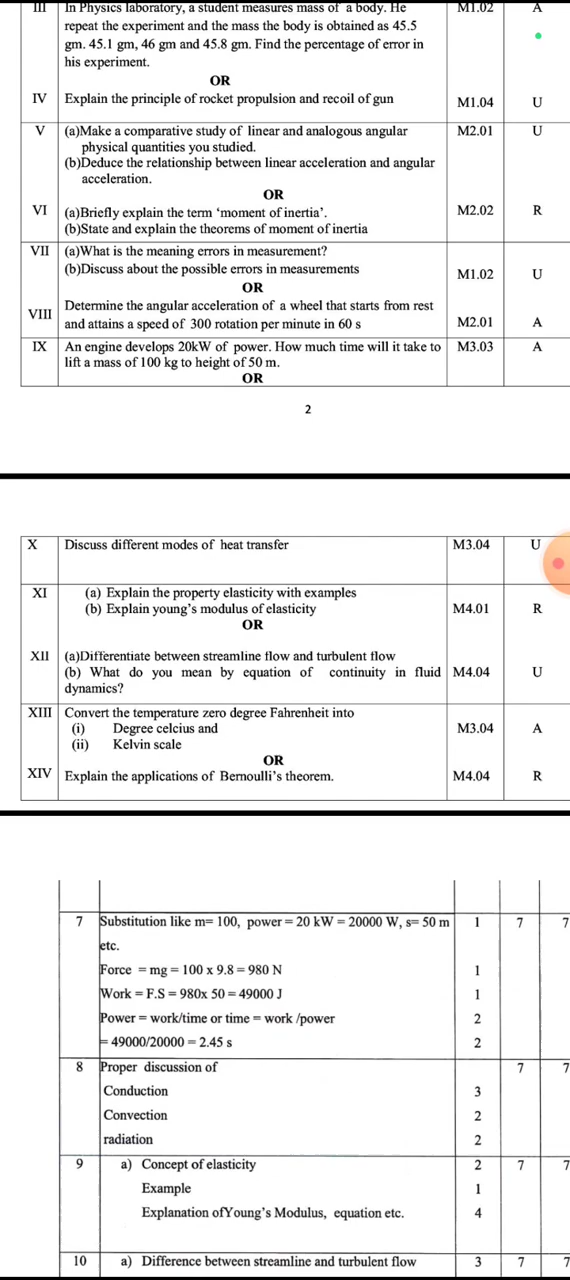 III In Physics laboratory, a student measures mass of a body. He M1.02 A
repeat the experiment and the mass the body is obtained as 45.5
gm. 45.1 gm, 46 gm and 45.8 gm. Find the percentage of error in
his experiment.
OR
IV Explain the principle of rocket propulsion and recoil of gun M1.04 U
V (a)Make a comparative study of linear and analogous angular M2.01 U
physical quantities you studied.
(b)Deduce the relationship between linear acceleration and angular
acceleration.
OR
VI (a)Briefly explain the term ‘moment of inertia’. M2.02 R
(b)State and explain the theorems of moment of inertia
VII (a)What is the meaning errors in measurement?
(b)Discuss about the possible errors in measurements M1.02 U
OR
VIII Determine the angular acceleration of a wheel that starts from rest
and attains a speed of 300 rotation per minute in 60 s M2.01 A
IX An engine develops 20kW of power. How much time will it take to M3.03 A
lift a mass of 100 kg to height of 50 m.
OR
2
X Discuss different modes of heat transfer M3.04 U
XI (a) Explain the property elasticity with examples
(b) Explain young’s modulus of elasticity M4.01 R
OR
XII (a)Differentiate between streamline flow and turbulent flow
(b) What do you mean by equation of continuity in fluid M4.04 U
dynamics?
XIII Convert the temperature zero degree Fahrenheit into
(i) Degree celcius and M3.04 A
(ii) Kelvin scale
OR
XIV Explain the applications of Bernoulli’s theorem. M4.04 R
7 Substitution like m= 100, power = 20 kW = 20000 W, s= 50 m 1 7 7
etc.
Force = mg = 100 x 9.8 = 980 N 1
Work = F.S = 980x 50 = 49000 J 1
Power = work/time or time = work /power 2
= 49000/20000 = 2.45 s 2
8 Proper discussion of 7 7
Conduction 3
Convection 2
radiation 2
9 a) Concept of elasticity 2 7 7
Example 1
Explanation ofYoung’s Modulus, equation etc. 4
10 a) Difference between streamline and turbulent flow 3 7 7